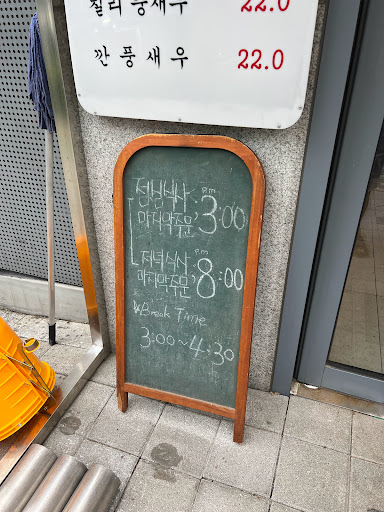 칠리 중새우 22.0
깐풍새우 22.0
점심식사 pm
마지막주문 3:00
저녁식사 pm
마지막주문 8:00
※Break Time
3:00~4:30